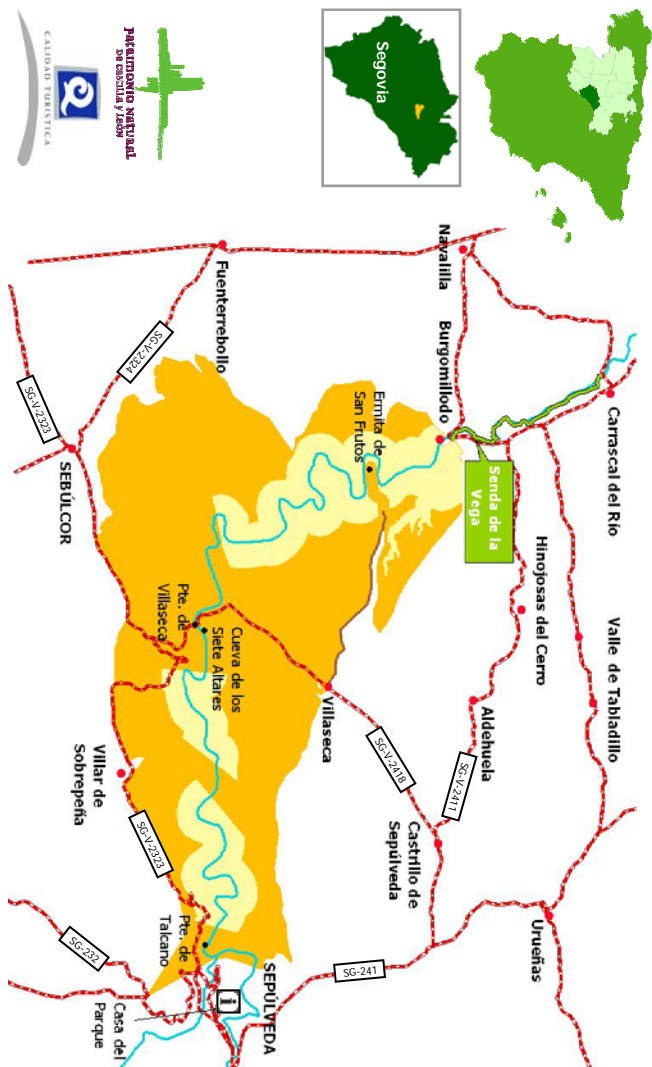 CALIDAD TURISTICA
Q
patrimonio natural
DE CASTILLA Y LEÓN
Segovia
Navalilla
Fuenterrebollo
Burgomillodo
Carrascal del Río
Ermita de
San Frutos
Senda de la
Vega
SG-V-2324
SG-V-2323
SEBÚLCOR
Hinojosas del Cerro
Valle de Tabladillo
Pte. de
Villaseca
Cueva de los
Siete Altares
Villaseca
Aldehuela
SG-V-2418
SG-V-2411
Villar de
Sobrepeña
SG-V-2323
Castrillo de
Sepúlveda
Urueñas
SG-232
Pte. de
Talcano
SG-241
SEPÚLVEDA
i
Casa del
Parque